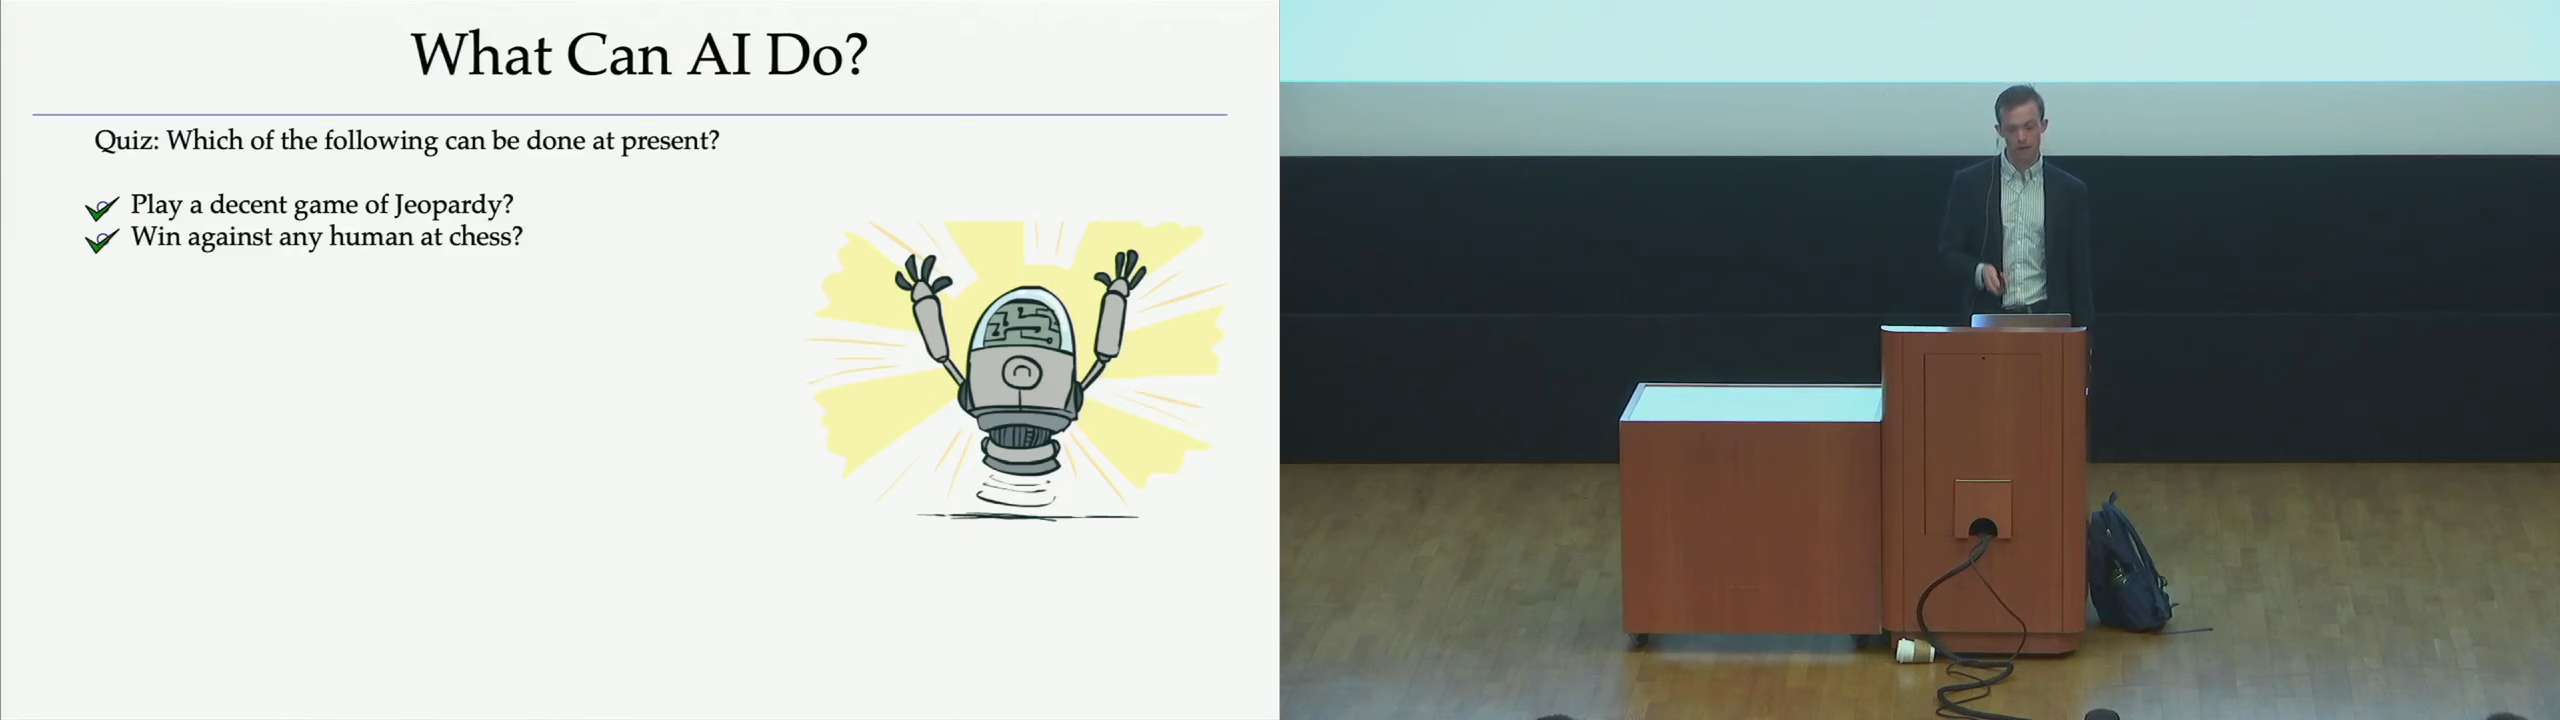 What Can AI Do?
Quiz: Which of the following can be done at present?
Play a decent game of Jeopardy?
Win against any human at chess?